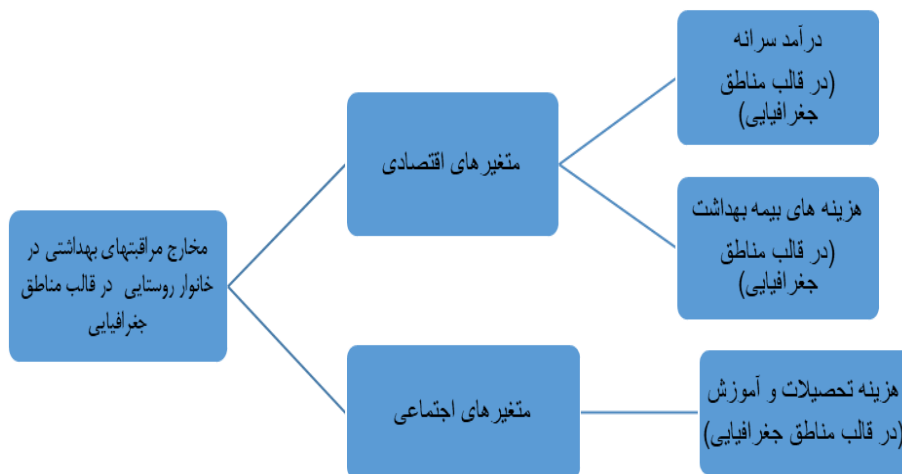 درآمد سرانه
(در قالب مناطق
جغرافیایی)
متغیرهای اقتصادی
هزینه های بیمه بهداشت
(در قالب مناطق
جغرافیایی)
مخارج مراقبتهای بهداشتی در
خانوار روستایی در قالب مناطق
جغرافیایی
متغیرهای اجتماعی
هزینه تحصیلات و آموزش
(در قالب مناطق جغرافیایی)